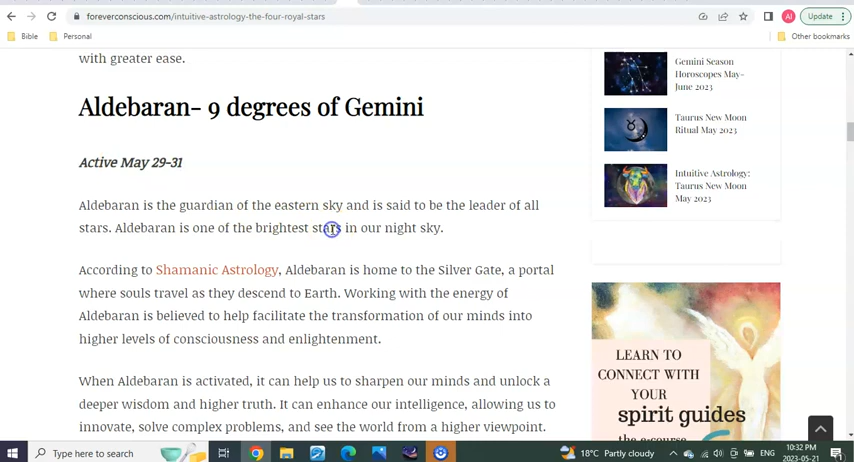 foreverconscious.com/intuitive-astrology-the-four-royal-stars
AI
Update
Bible
Personal
Other bookmarks
with greater ease.
Aldebaran- 9 degrees of Gemini
Active May 29-31
Aldebaran is the guardian of the eastern sky and is said to be the leader of all
stars. Aldebaran is one of the brightest stars in our night sky.
According to Shamanic Astrology, Aldebaran is home to the Silver Gate, a portal
where souls travel as they descend to Earth. Working with the energy of
Aldebaran is believed to help facilitate the transformation of our minds into
higher levels of consciousness and enlightenment.
When Aldebaran is activated, it can help us to sharpen our minds and unlock a
deeper wisdom and higher truth. It can enhance our intelligence, allowing us to
innovate, solve complex problems, and see the world from a higher viewpoint.
Gemini Season
Horoscopes May-
June 2023
Taurus New Moon
Ritual May 2023
Intuitive Astrology:
Taurus New Moon
May 2023
LEARN TO
CONNECT WITH
YOUR
spirit guides
the e-course
Type here to search
18°C Partly cloudy
ENG
10:32 PM
2023-05-21